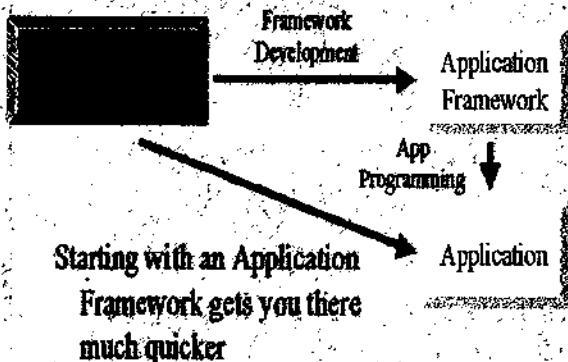 Framework
Development
Application
Framework
App
Programming
Application
Starting with an Application
Framework gets you there
much quicker